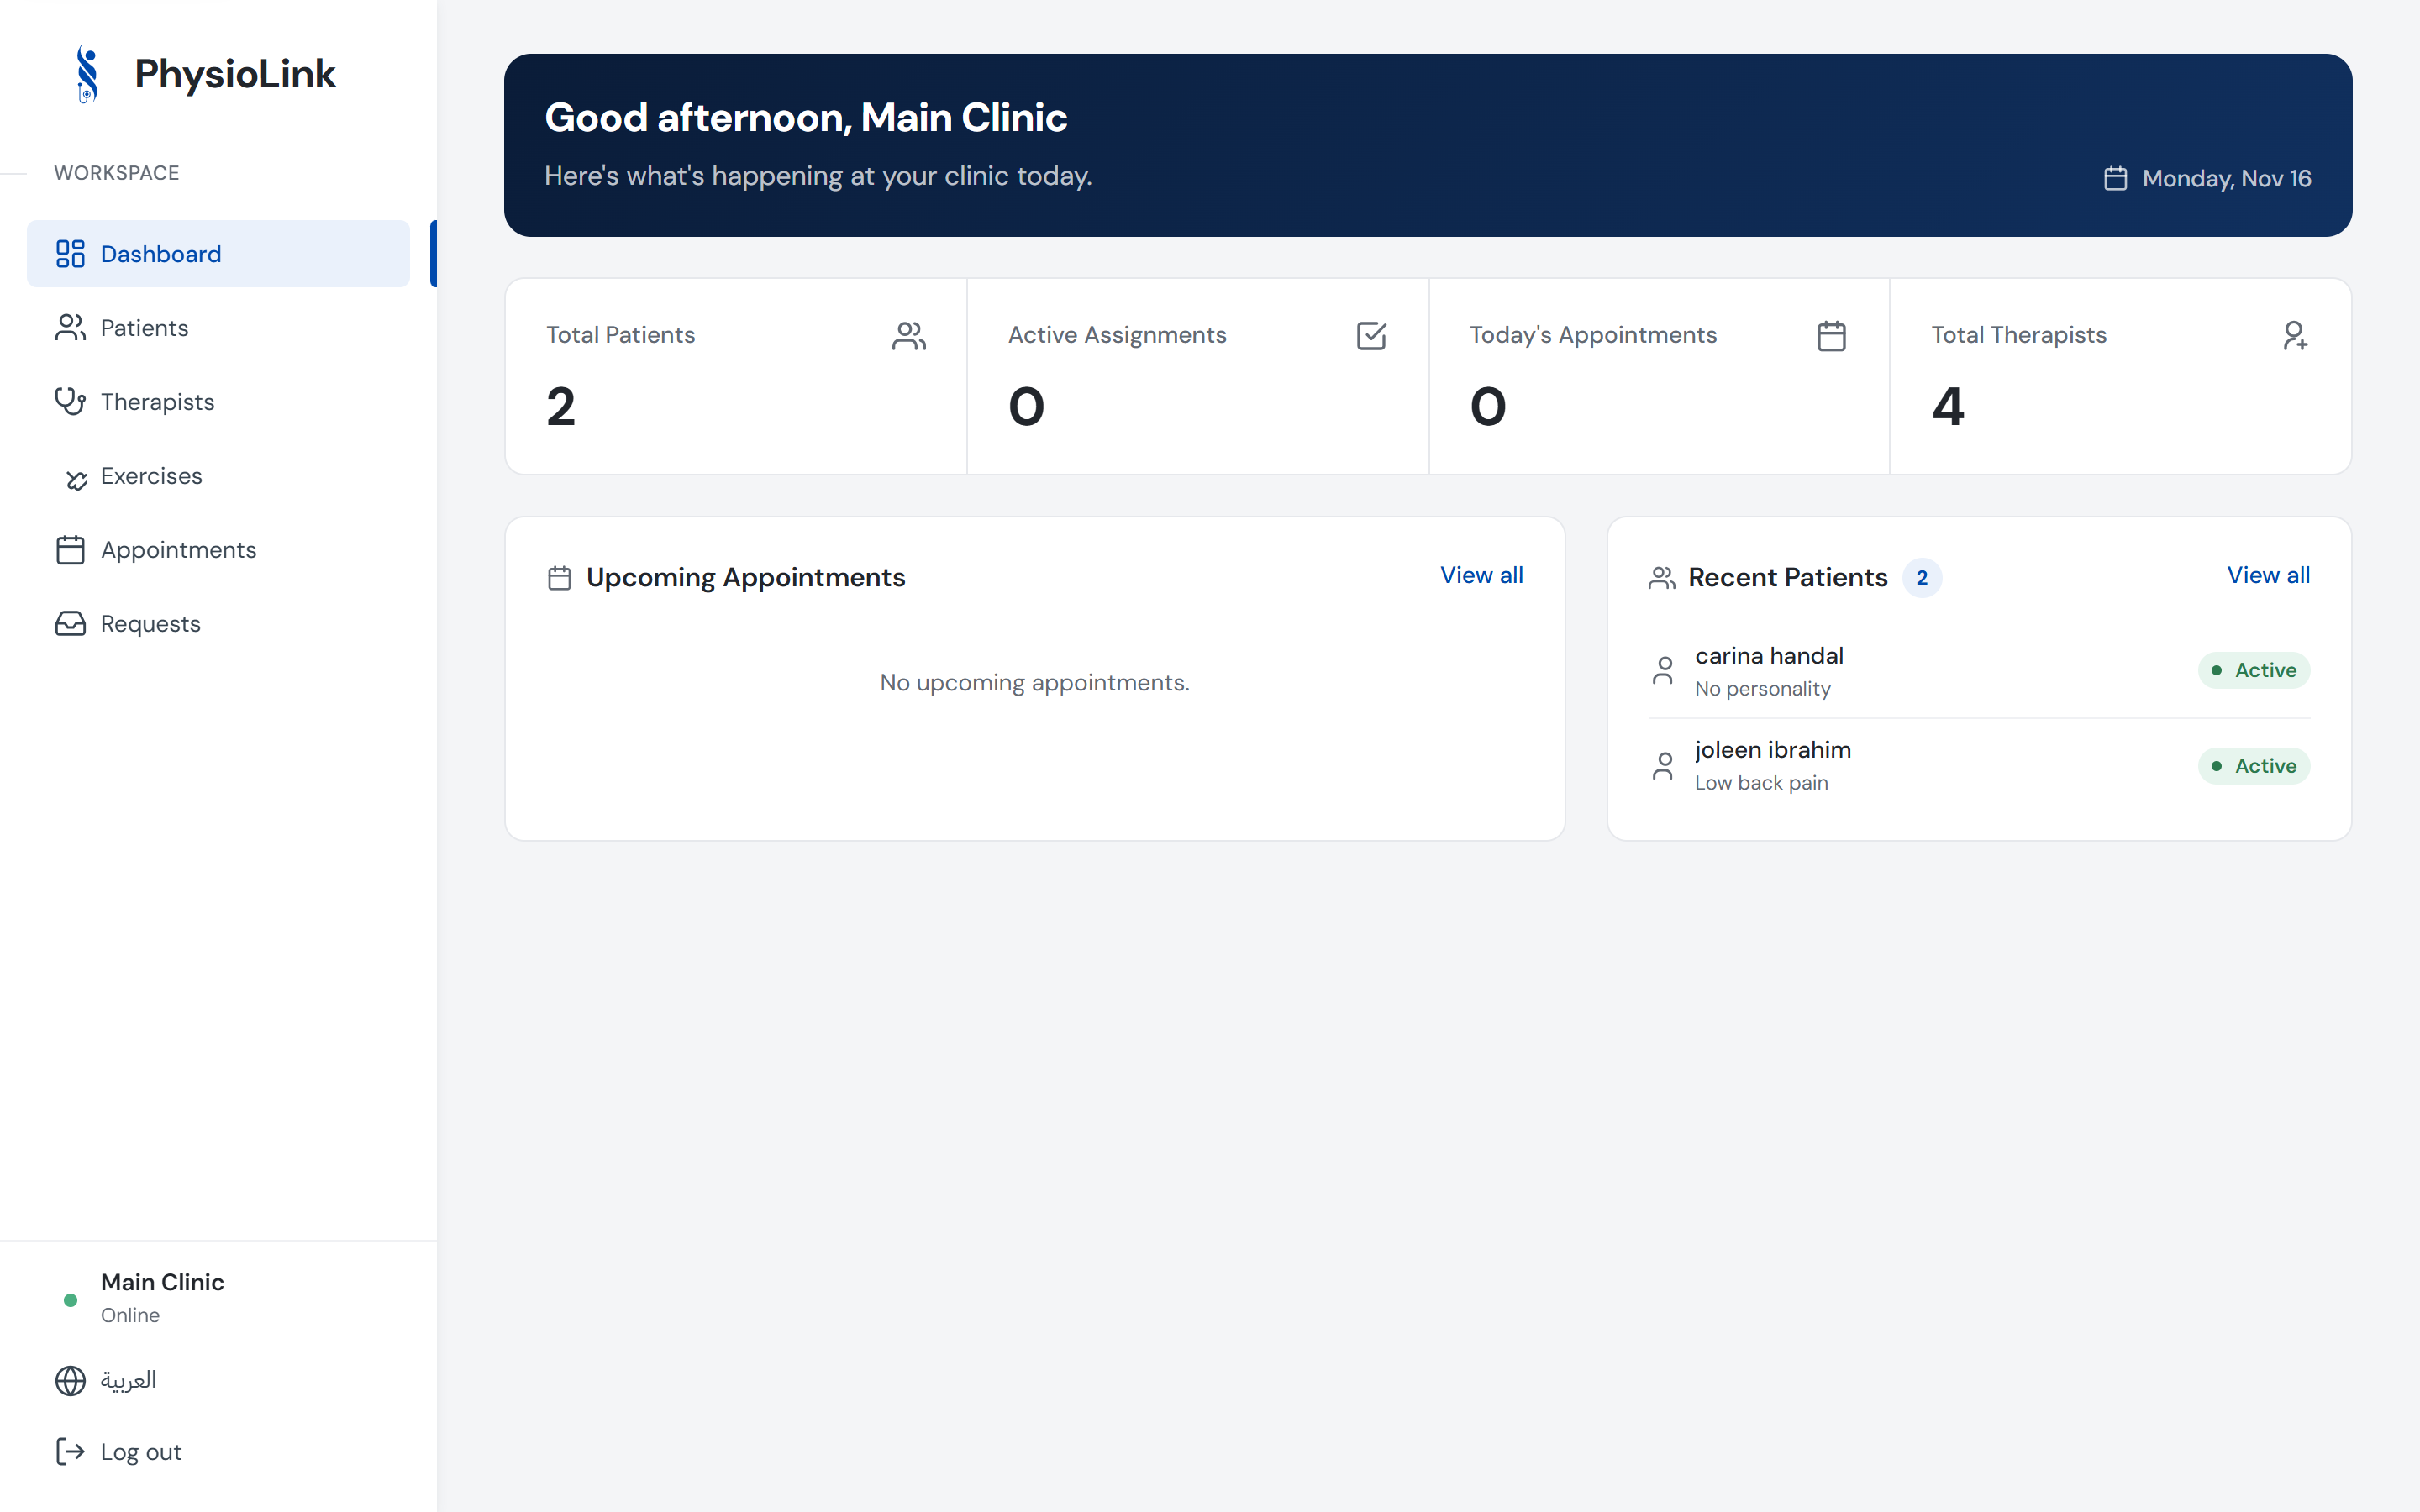 PhysioLink
WORKSPACE
Dashboard
Patients
Therapists
Exercises
Appointments
Requests
Main Clinic
Online
العربية
Log out
Good afternoon, Main Clinic
Here's what's happening at your clinic today.
Monday, Nov 16
Total Patients
2
Active Assignments
0
Today's Appointments
0
Total Therapists
4
Upcoming Appointments
View all
No upcoming appointments.
Recent Patients 2
View all
carina handal
No personality
Active
joleen ibrahim
Low back pain
Active